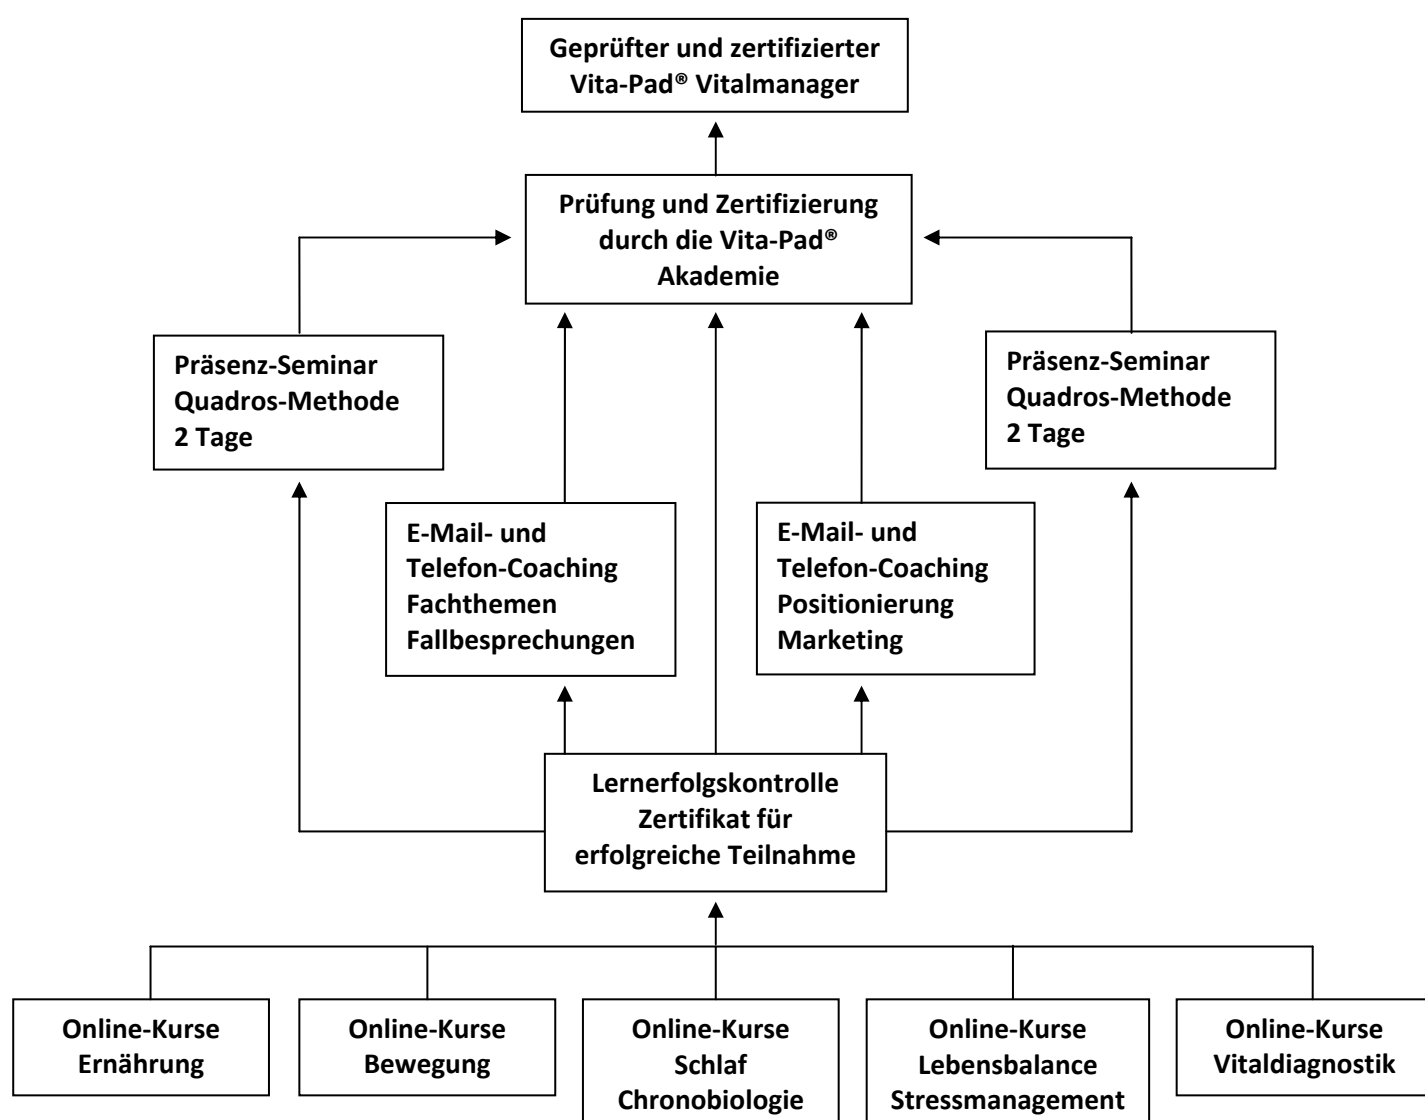 Geprüfter und zertifizierter
Vita-Pad® Vitalmanager
Prüfung und Zertifizierung
durch die Vita-Pad®
Akademie
Präsenz-Seminar
Quadros-Methode
2 Tage
Präsenz-Seminar
Quadros-Methode
2 Tage
E-Mail- und
Telefon-Coaching
Fachthemen
Fallbesprechungen
E-Mail- und
Telefon-Coaching
Positionierung
Marketing
Lernerfolgskontrolle
Zertifikat für
erfolgreiche Teilnahme
Online-Kurse
Ernährung
Online-Kurse
Bewegung
Online-Kurse
Schlaf
Chronobiologie
Online-Kurse
Lebensbalance
Stressmanagement
Online-Kurse
Vitaldiagnostik